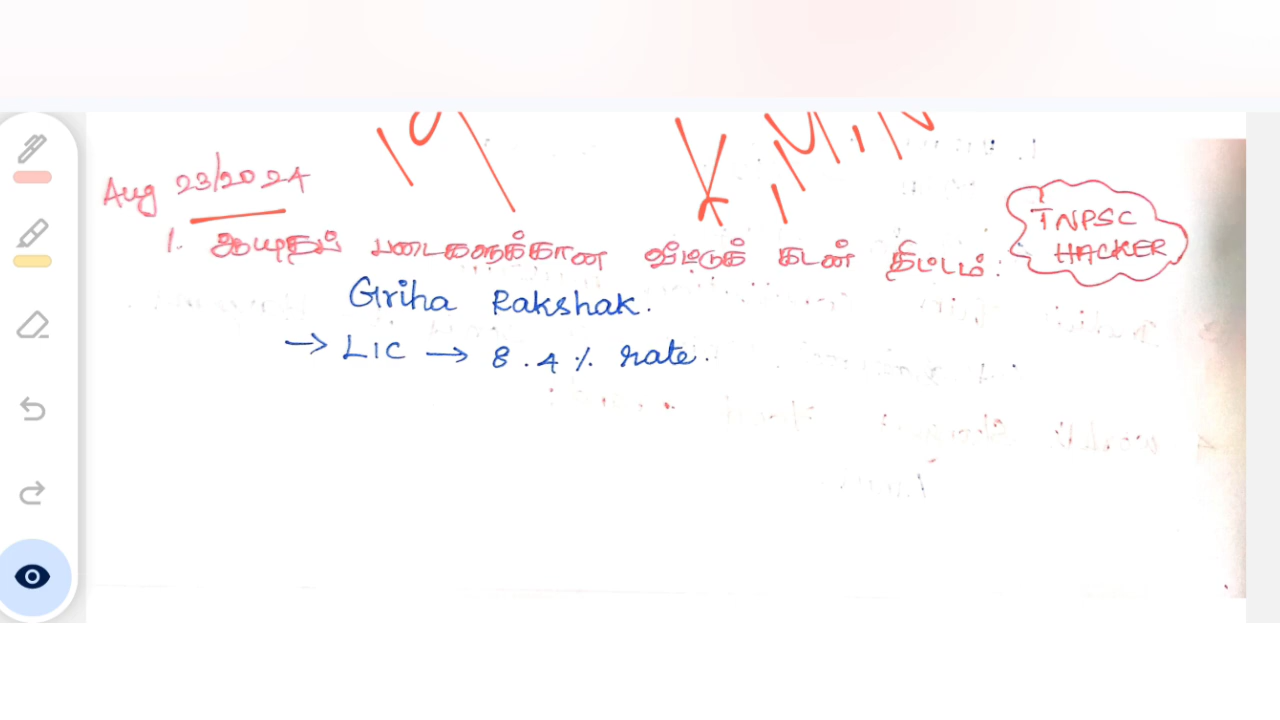 Aug 23/2024
1. ஆயுதப் படைகளுக்கான வீட்டுக் கடன் திட்டம்:
TNPSC
HACKER
Griha Rakshak.
→ LIC → 8.4% rate.